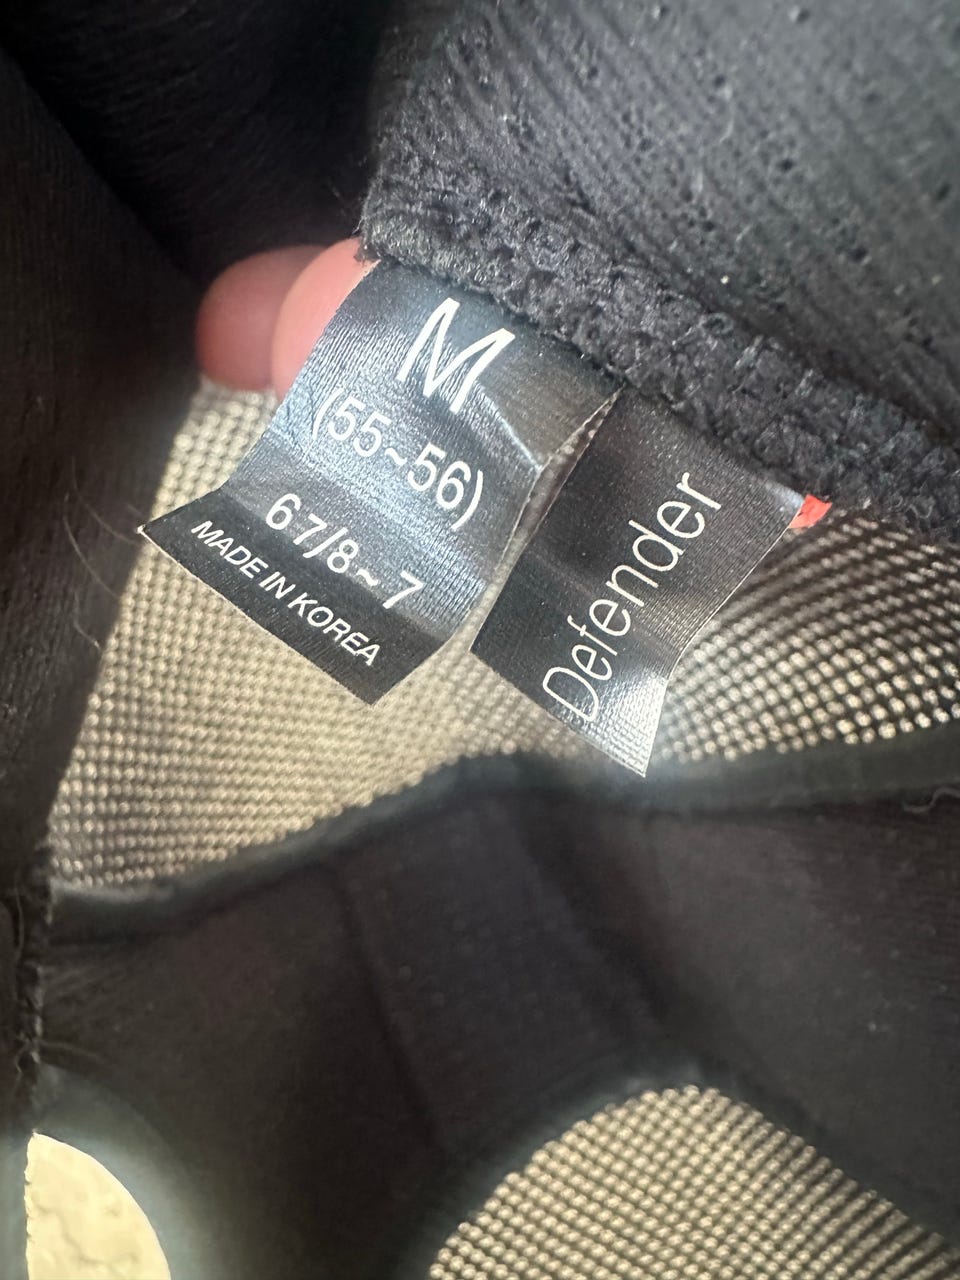 M
(55~56)
6 7/8~ 7
MADE IN KOREA
Defender